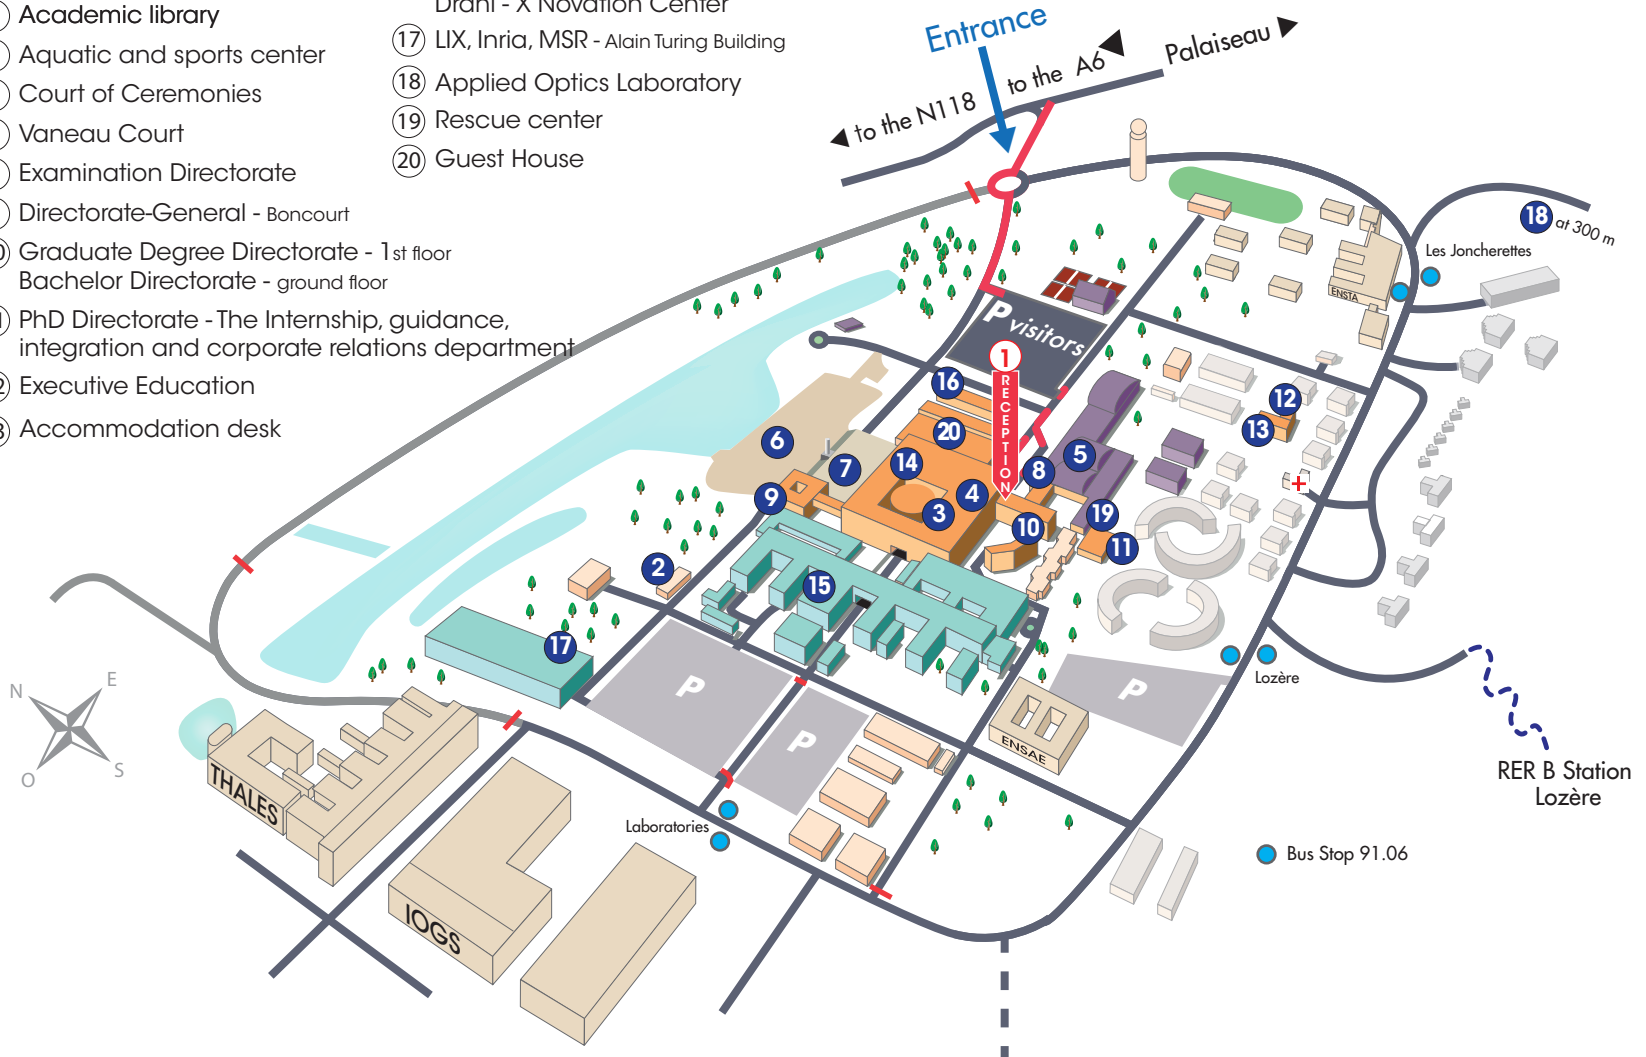 Academic library
Aquatic and sports center
Court of Ceremonies
Vaneau Court
Examination Directorate
Directorate-General - Boncourt
Graduate Degree Directorate - 1st floor
Bachelor Directorate - ground floor
PhD Directorate - The Internship, guidance,
integration and corporate relations department
Executive Education
Accommodation desk
Drahi - X Novation Center
17 LIX, Inria, MSR - Alain Turing Building
18 Applied Optics Laboratory
19 Rescue center
20 Guest House
Entrance
to the N118
to the A6
Palaiseau
18 at 300 m
Les Joncherettes
ENSTA
P visitors
1
RECEPTION
16
12
13
20
6
14
5
7
8
4
9
3
19
10
11
2
15
17
P
P
P
Lozère
N
E
O
S
ENSAE
THALES
IOGS
Laboratories
RER B Station
Lozère
Bus Stop 91.06